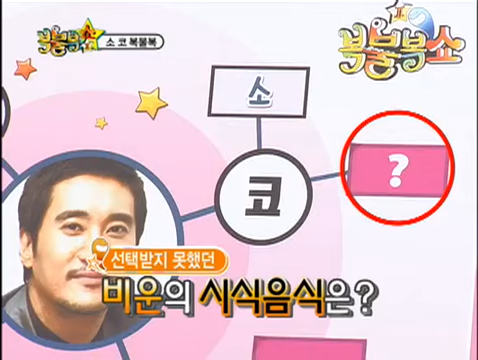 복불복쇼
소 코 복불복
복불복쇼
소
코
?
선택받지 못했던
비운의 시식음식은?